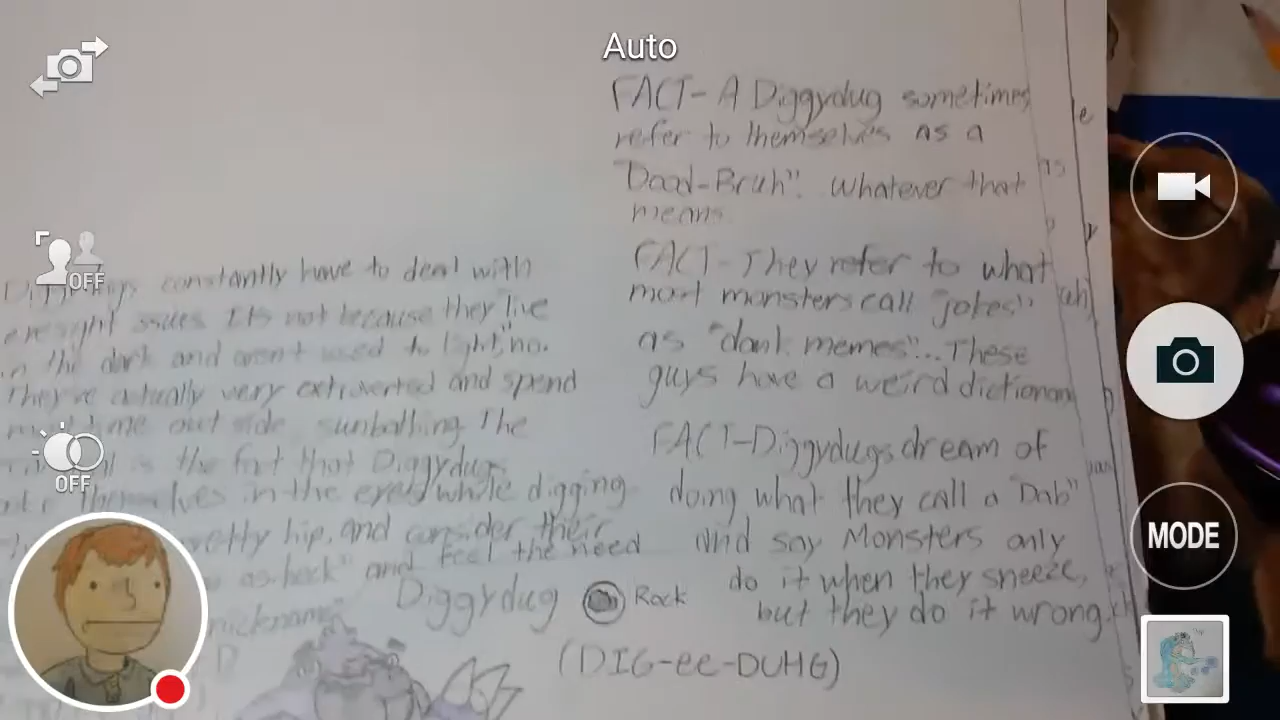 Auto
FACT- A Diggydug sometimes
refer to themselves as a
"Dood-Bruh". Whatever that
means
FACT- They refer to what
most monsters call "jokes"
as "dank memes"... These
guys have a weird dictionary
FACT-Diggydugs dream of
doing what they call a "Dab"
and say Monsters only
do it when they sneeze,
but they do it wrong.
constantly have to deal with
eyesight issues. It's not because they live
in the dark and aren't used to light, no.
They're actually very extroverted and spend
time out side sunbathing. The
is the fact that Diggydugs
themselves in the eyes while digging
pretty hip, and consider their
as heck" and feel the need
nickname"
Diggydug
Rock
(DIG-ee-DUHG)
OFF
OFF
MODE